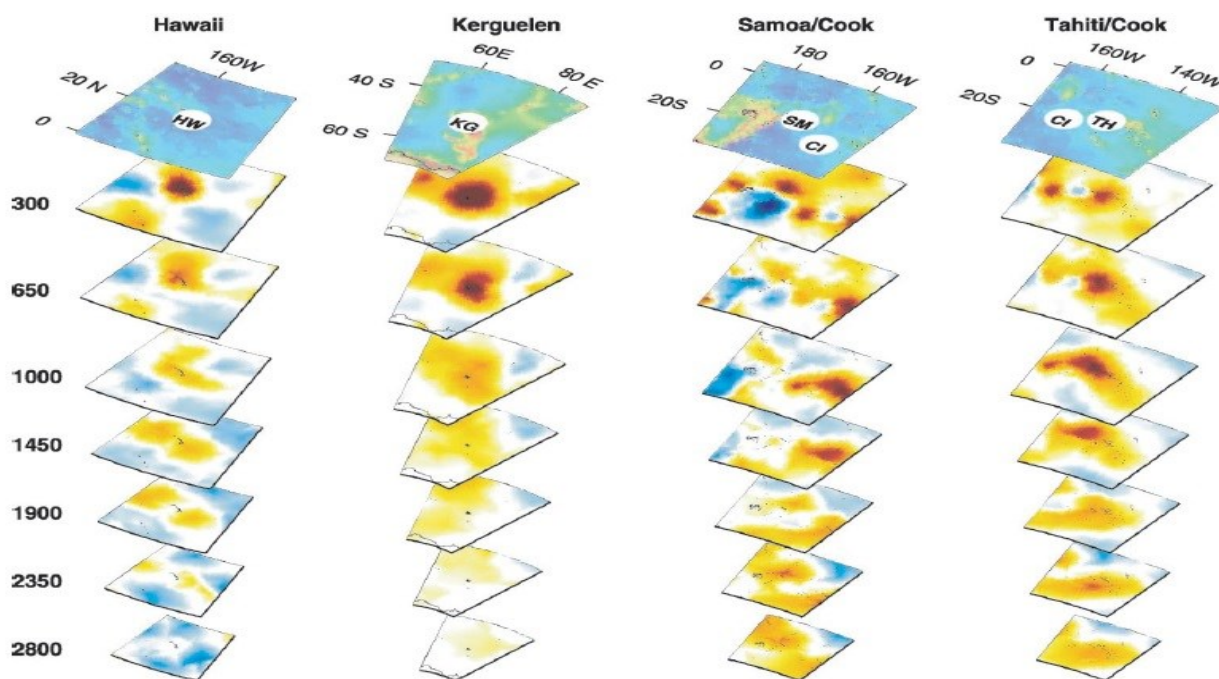 Hawaii Kerguelen Samoa/Cook Tahiti/Cook
160W 60E 80 E 180 160W 160W 140W
20 N 0 40 S 60 S 0 20S 0 20S
HW KG SM CI CI TH
300
650
1000
1450
1900
2350
2800